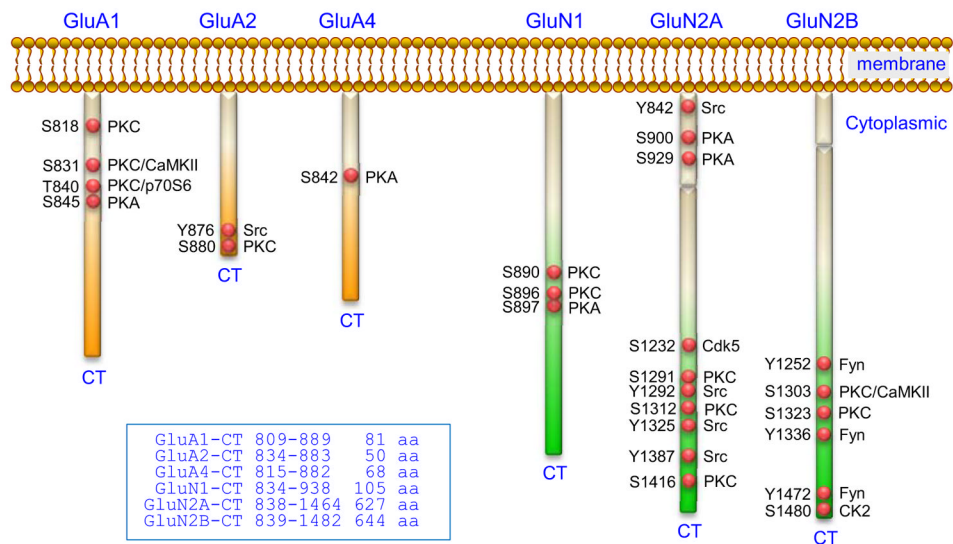 GluA1 GluA2 GluA4 GluN1 GluN2A GluN2B
membrane
Cytoplasmic
S818 PKC
S831 PKC/CaMKII
T840 PKC/p70S6
S845 PKA
CT
Y876 Src
S880 PKC
CT
S842 PKA
CT
S890 PKC
S896 PKC
S897 PKA
CT
Y842 Src
S900 PKA
S929 PKA
S1232 Cdk5
S1291 PKC
Y1292 Src
S1312 PKC
Y1325 Src
Y1387 Src
S1416 PKC
CT
Y1252 Fyn
S1303 PKC/CaMKII
S1323 PKC
Y1336 Fyn
Y1472 Fyn
S1480 CK2
CT
GluA1-CT 809-889 81 aa
GluA2-CT 834-883 50 aa
GluA4-CT 815-882 68 aa
GluN1-CT 834-938 105 aa
GluN2A-CT 838-1464 627 aa
GluN2B-CT 839-1482 644 aa